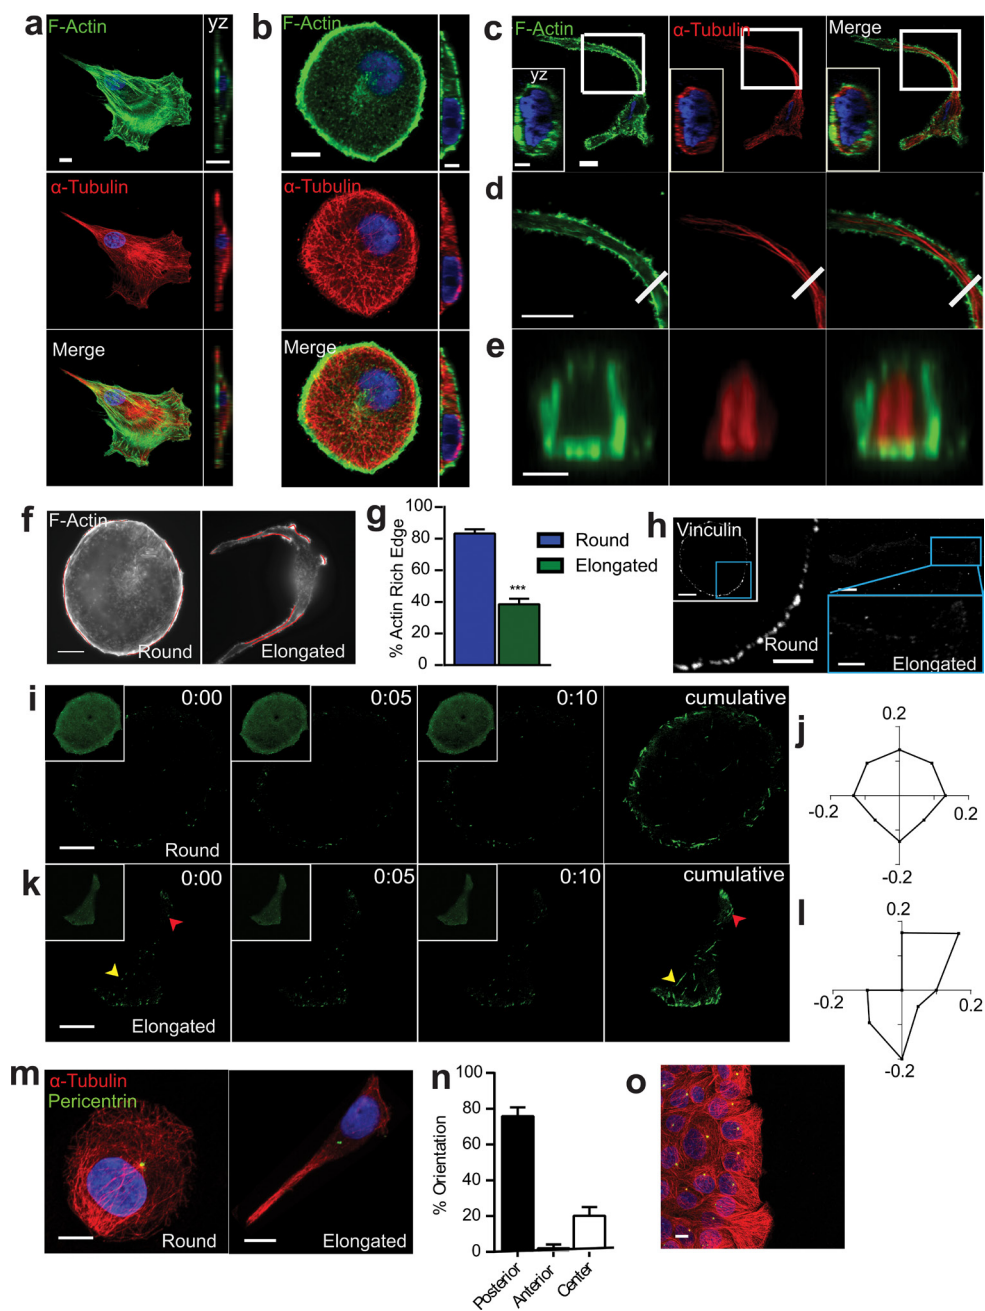 a
F-Actin
yz
α-Tubulin
Merge
b
F-Actin
α-Tubulin
Merge
c
F-Actin
α-Tubulin
Merge
yz
d
e
f
F-Actin
Round
Elongated
g
% Actin Rich Edge
100
80
60
40
20
0
***
Round
Elongated
h
Vinculin
Round
Elongated
i
0:00
0:05
0:10
cumulative
Round
j
0.2
-0.2
0.2
-0.2
k
0:00
0:05
0:10
cumulative
Elongated
l
0.2
-0.2
0.2
-0.2
m
α-Tubulin
Pericentrin
Round
Elongated
n
% Orientation
100
80
60
40
20
0
Posterior
Anterior
Center
o